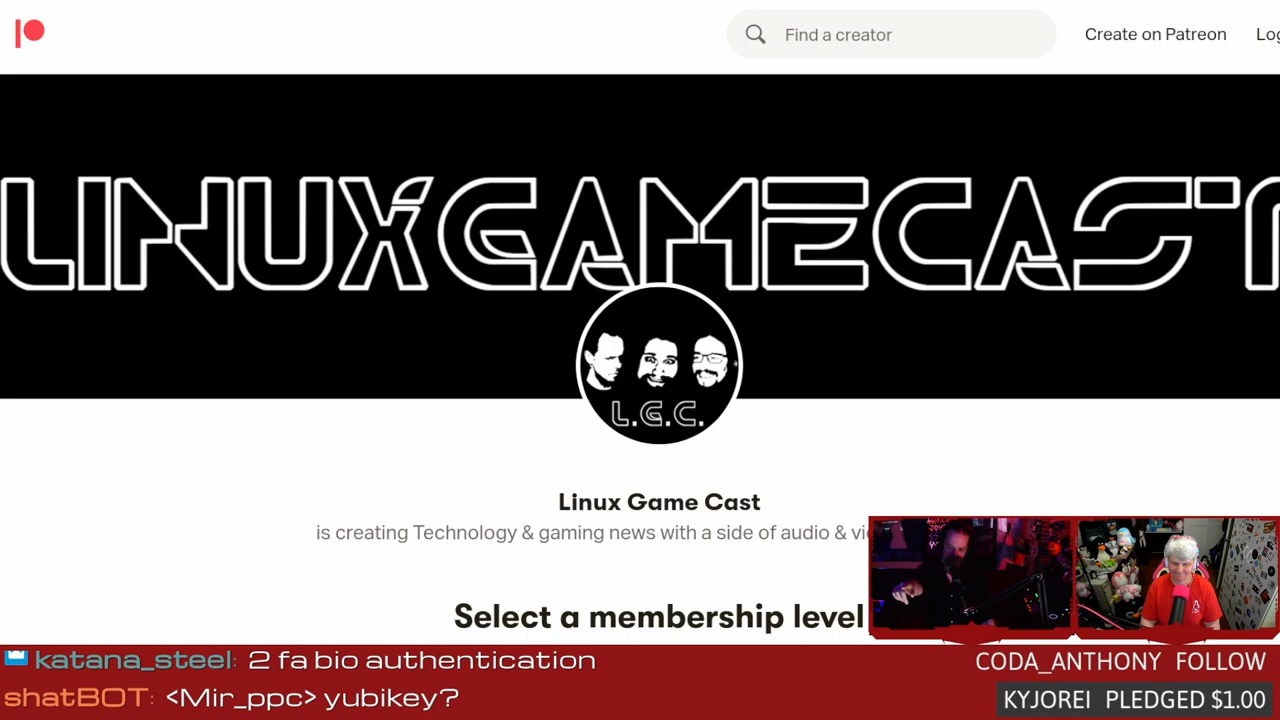 Find a creator
Create on Patreon
Log
LINUXGAMECAST
L.G.C.
Linux Game Cast
is creating Technology & gaming news with a side of audio &
Select a membership level
katana_steel: 2 fa bio authentication
CODA_ANTHONY FOLLOW
shatBOT: <Mir_ppc> yubikey?
KYJOREI PLEDGED $1.00